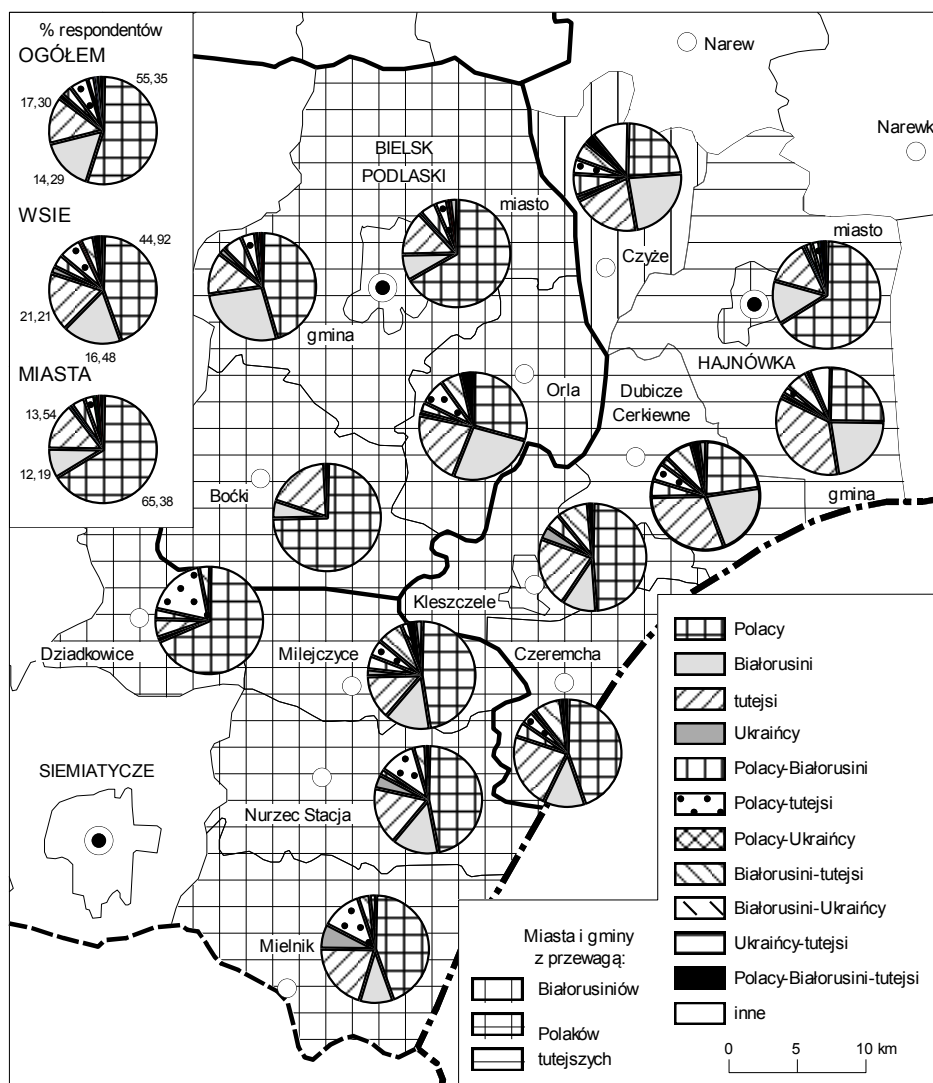 % respondentów
OGÓŁEM
55,35
17,30
14,29
WSIE
44,92
21,21
16,48
MIASTA
13,54
12,19
65,38
Narew
Narewka
BIELSK
PODLASKI
miasto
gmina
Czyże
miasto
HAJNÓWKA
gmina
Orla
Dubicze
Cerkiewne
Boćki
Kleszczele
Dziadkowice
Milejczyce
Czeremcha
SIEMIATYCZE
Nurzec Stacja
Mielnik
Polacy
Białorusini
tutejsi
Ukraińcy
Polacy-Białorusini
Polacy-tutejsi
Polacy-Ukraińcy
Białorusini-tutejsi
Białorusini-Ukraińcy
Ukraińcy-tutejsi
Polacy-Białorusini-tutejsi
inne
Miasta i gminy
z przewagą:
Białorusiniów
Polaków
tutejszych
0 5 10 km